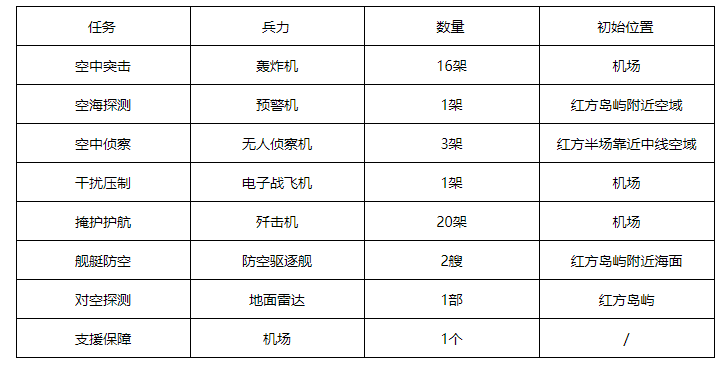 任务 兵力 数量 初始位置
空中突击 轰炸机 16架 机场
空海探测 预警机 1架 红方岛屿附近空域
空中侦察 无人侦察机 3架 红方半场靠近中线空域
干扰压制 电子战飞机 1架 机场
掩护护航 歼击机 20架 机场
舰艇防空 防空驱逐舰 2艘 红方岛屿附近海面
对空探测 地面雷达 1部 红方岛屿
支援保障 机场 1个 /